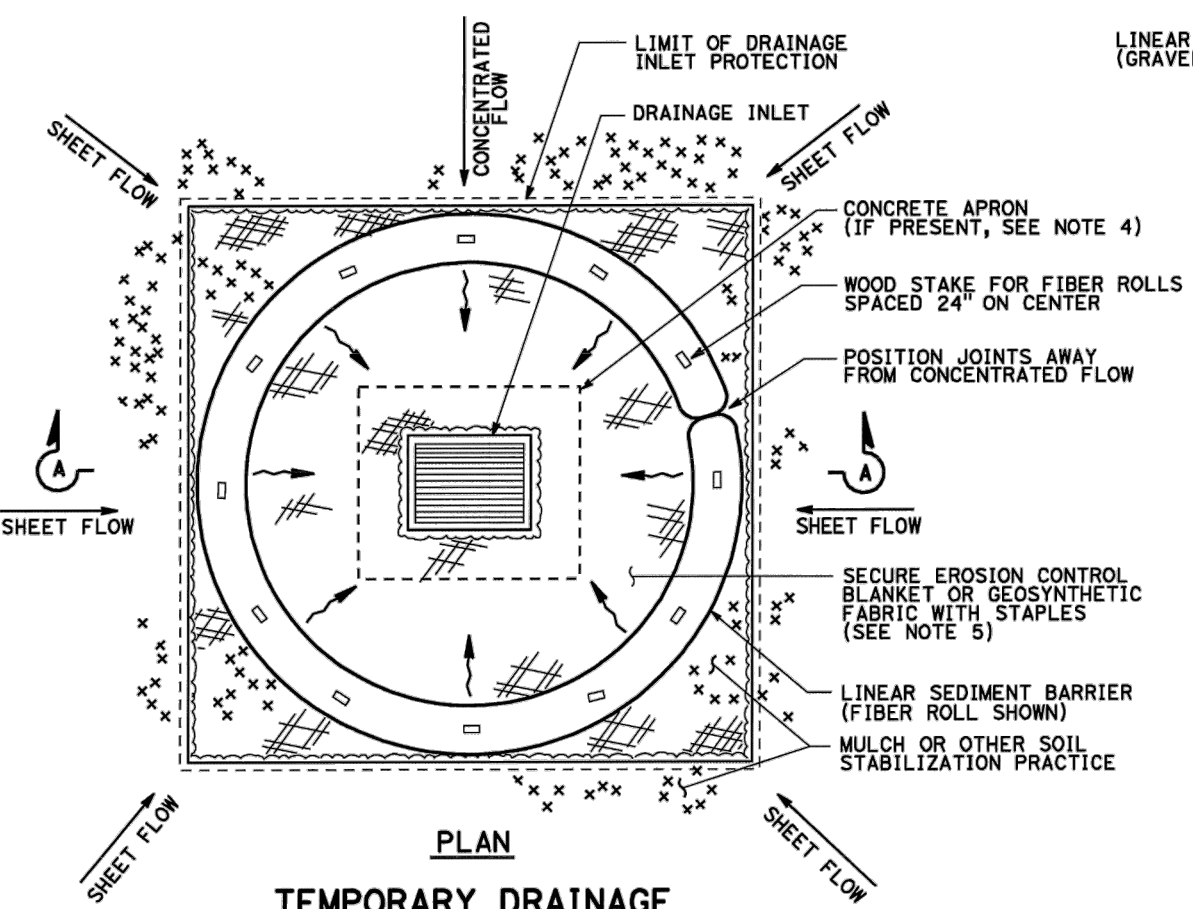 CONCENTRATED
FLOW
LIMIT OF DRAINAGE
INLET PROTECTION
LINEAR
DRAINAGE INLET
SHEET FLOW
SHEET FLOW
CONCRETE APRON
(IF PRESENT, SEE NOTE 4)
WOOD STAKE FOR FIBER ROLLS
SPACED 24" ON CENTER
POSITION JOINTS AWAY
FROM CONCENTRATED FLOW
A
A
SHEET FLOW
SHEET FLOW
SECURE EROSION CONTROL
BLANKET OR GEOSYNTHETIC
FABRIC WITH STAPLES
(SEE NOTE 5)
LINEAR SEDIMENT BARRIER
(FIBER ROLL SHOWN)
MULCH OR OTHER SOIL
STABILIZATION PRACTICE
SHEET FLOW
SHEET FLOW
PLAN
TEMPORARY DRAINAGE